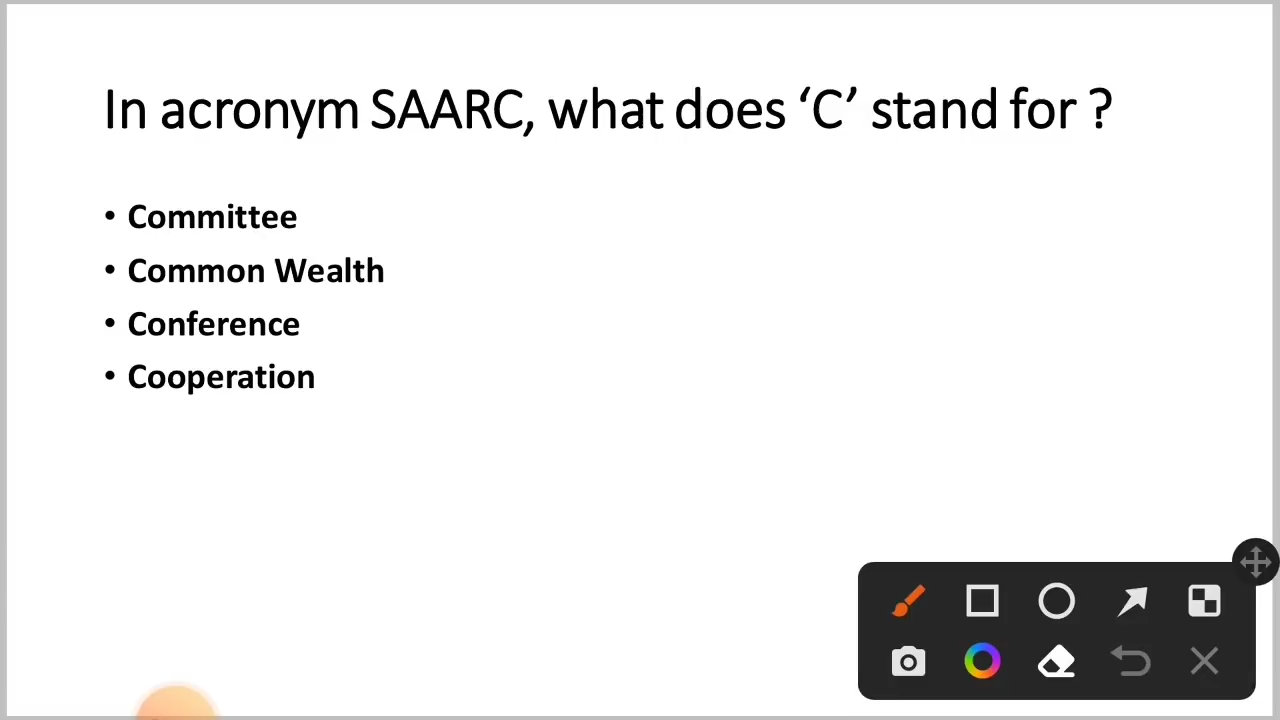 In acronym SAARC, what does ‘C’ stand for ?
• Committee
• Common Wealth
• Conference
• Cooperation